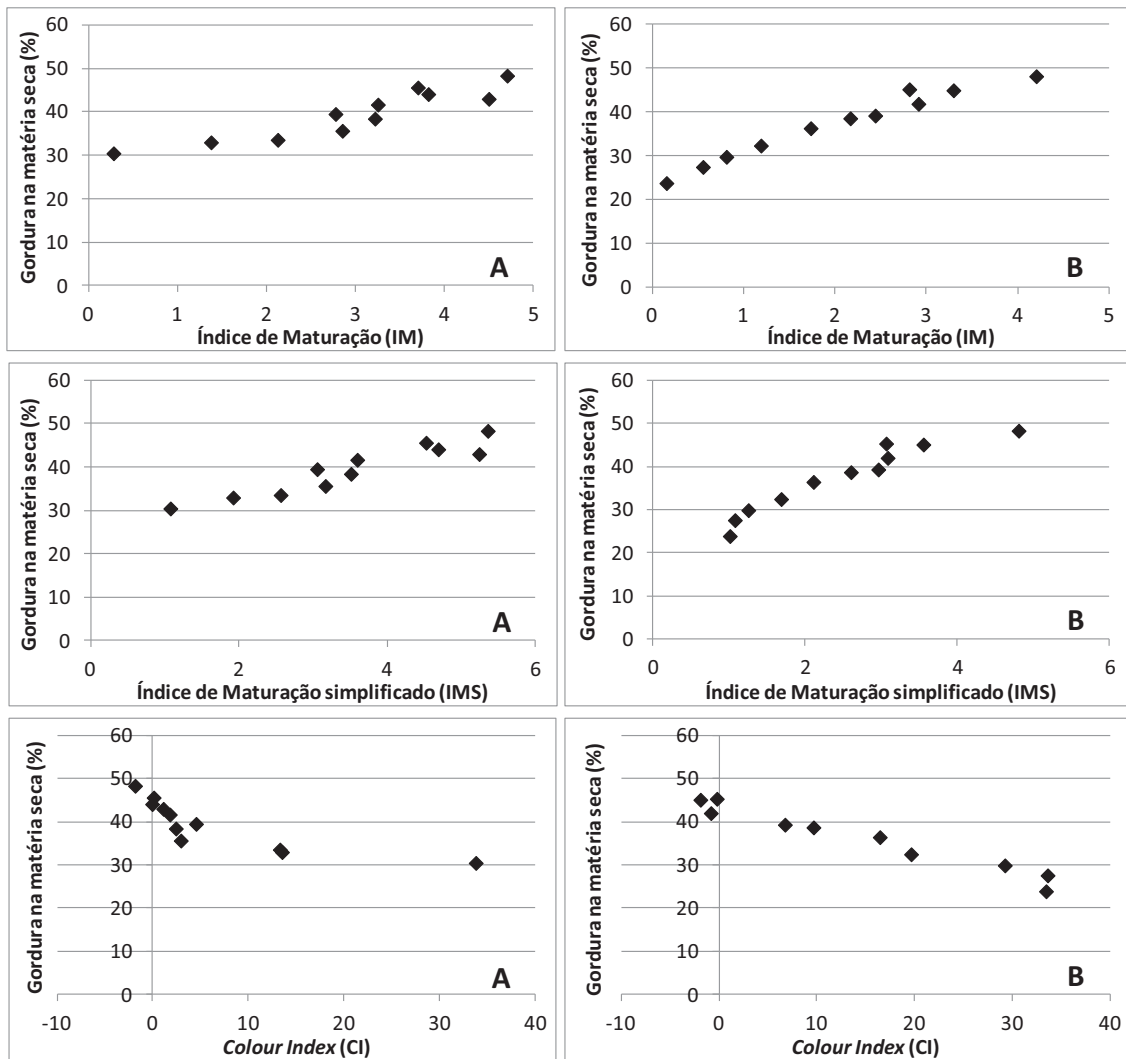 Gordura na matéria seca (%)
60
50
40
30
20
10
0
A
0 1 2 3 4 5
Índice de Maturação (IM)
Gordura na matéria seca (%)
60
50
40
30
20
10
0
B
0 1 2 3 4 5
Índice de Maturação (IM)
Gordura na matéria seca (%)
60
50
40
30
20
10
0
A
0 2 4 6
Índice de Maturação simplificado (IMS)
Gordura na matéria seca (%)
60
50
40
30
20
10
0
B
0 2 4 6
Índice de Maturação simplificado (IMS)
Gordura na matéria seca (%)
60
50
40
30
20
10
0
A
-10 0 10 20 30 40
Colour Index (CI)
Gordura na matéria seca (%)
60
50
40
30
20
10
0
B
-10 0 10 20 30 40
Colour Index (CI)